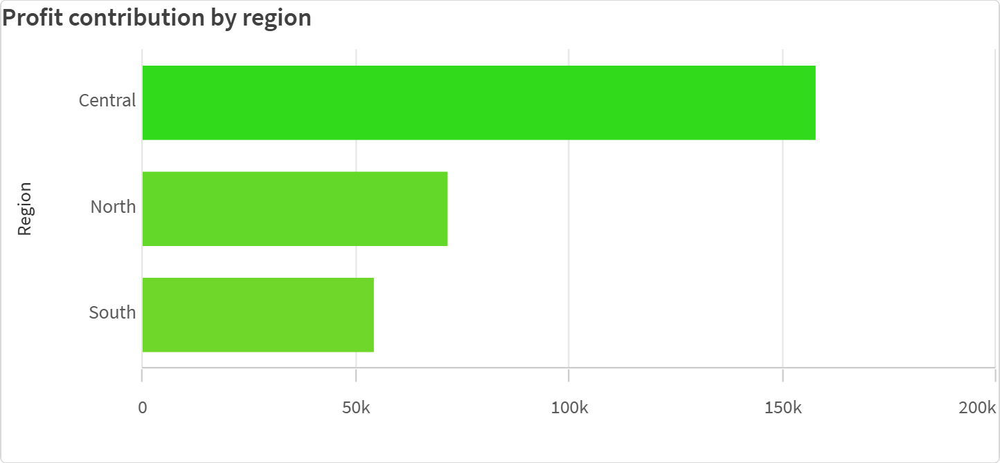 Profit contribution by region
Region
Central
North
South
0 50k 100k 150k 200k